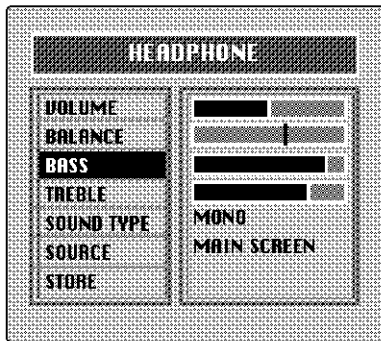 HEADPHONE
VOLUME
BALANCE
BASS
TREBLE
SOUND TYPE
MONO
SOURCE
MAIN SCREEN
STORE